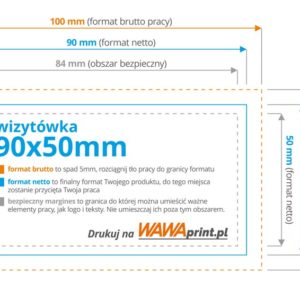 100 mm (format brutto pracy)
90 mm (format netto)
84 mm (obszar bezpieczny)
wizytówka
90x50mm
format brutto to spad 5mm, rozciągnij tło pracy do granicy formatu
format netto to finalny format Twojego produktu, do tego miejsca
zostanie przycięta Twoja praca
bezpieczny margines to granica do której można umieścić ważne
elementy pracy, jak logo i teksty. Nie umieszczaj ich poza tym obszarem.
Drukuj na WAWAprint.pl
50 mm (format netto)